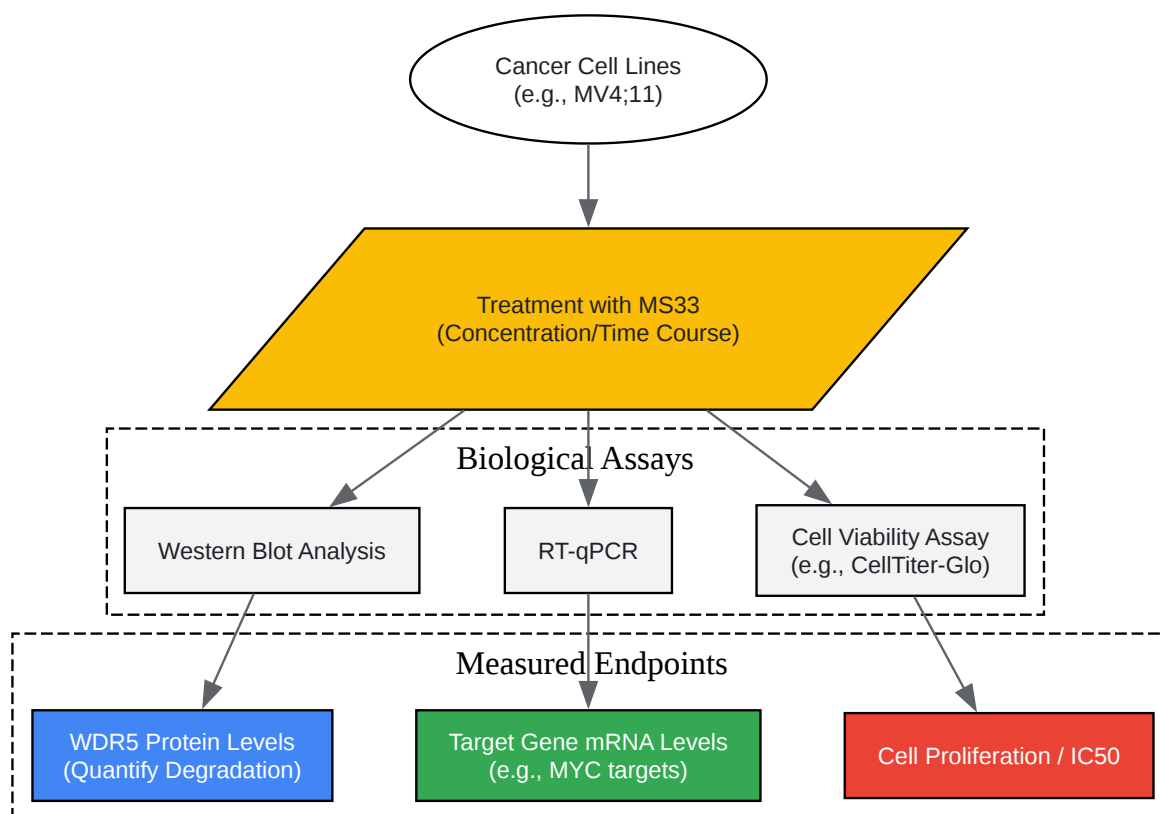 Cancer Cell Lines
(e.g., MV4;11)
Treatment with MS33
(Concentration/Time Course)
Biological Assays
Western Blot Analysis
RT-qPCR
Cell Viability Assay
(e.g., CellTiter-Glo)
Measured Endpoints
WDR5 Protein Levels
(Quantify Degradation)
Target Gene mRNA Levels
(e.g., MYC targets)
Cell Proliferation / IC50